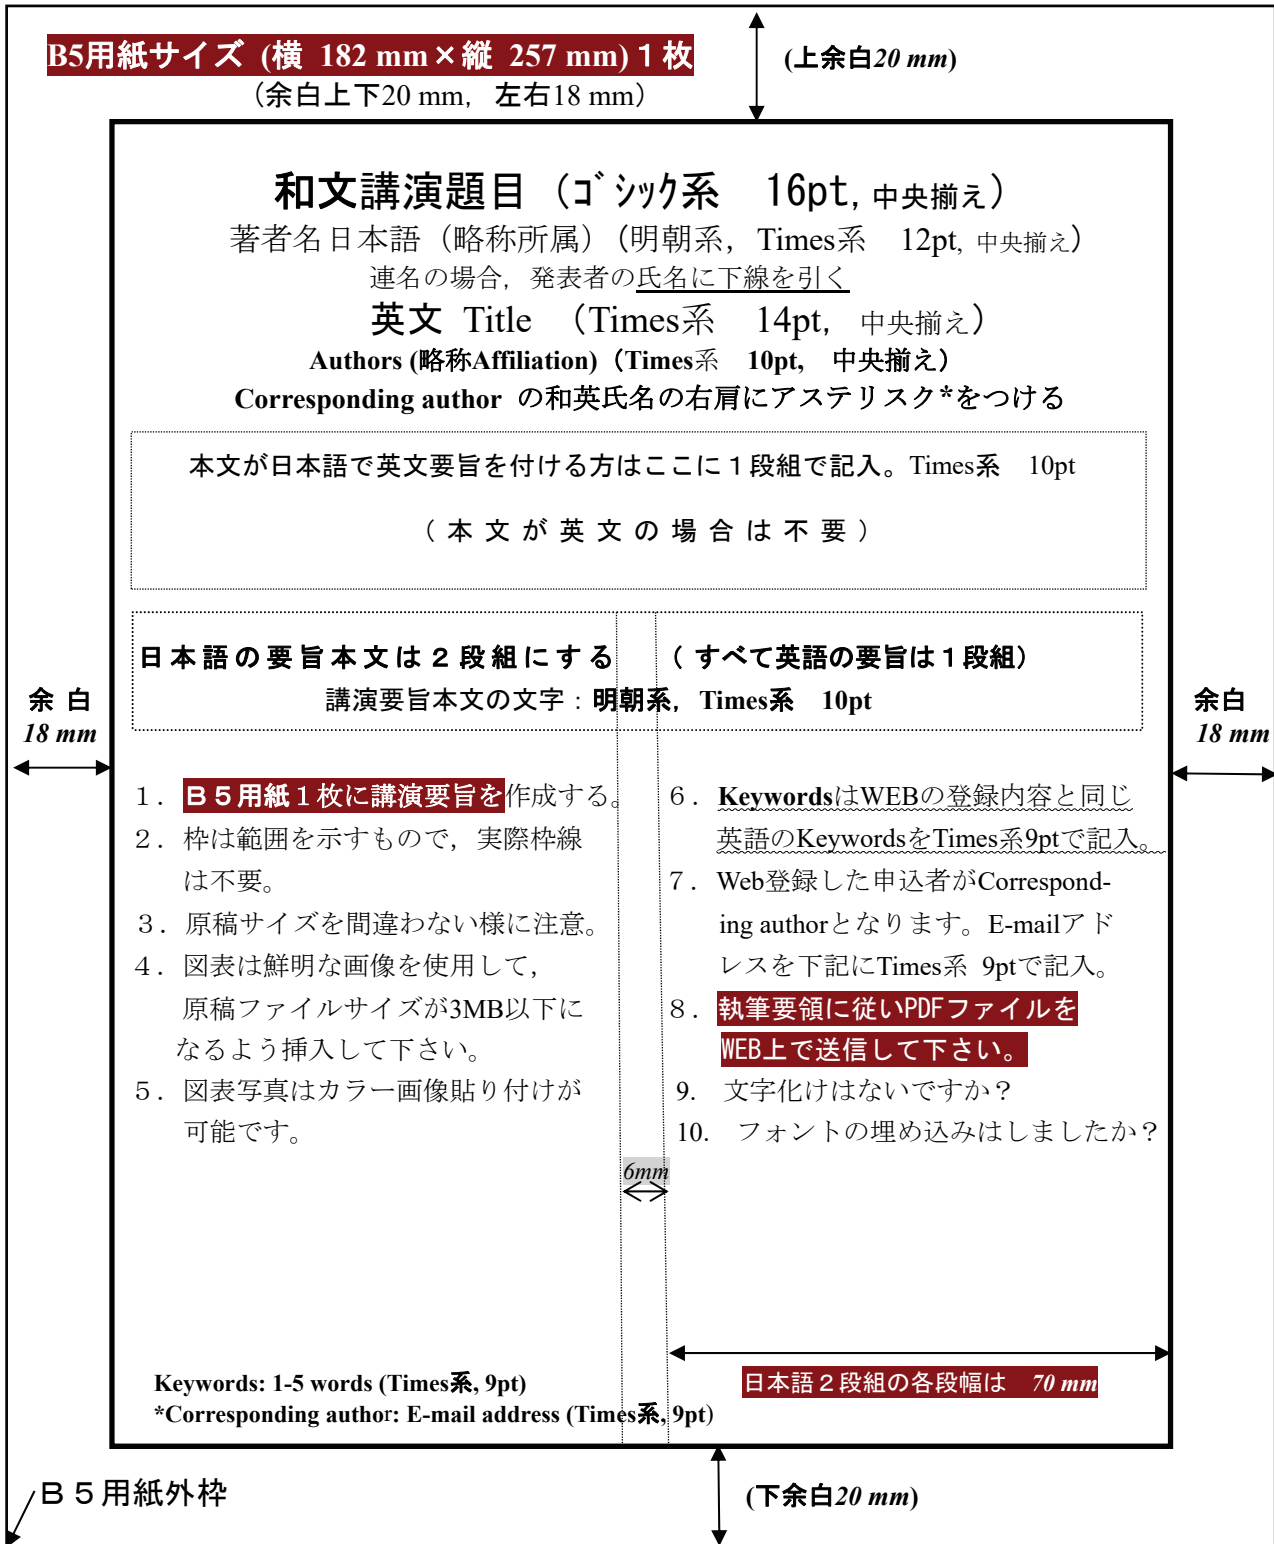 B5用紙サイズ (横 182 mm×縦 257 mm)１枚
（余白上下20 mm， 左右18 mm）
(上余白20 mm)
和文講演題目（ｺﾞｼｯｸ系　16pt, 中央揃え）
著者名日本語（略称所属）（明朝系，Times系　12pt, 中央揃え）
連名の場合，発表者の氏名に下線を引く
英文 Title （Times系　14pt， 中央揃え）
Authors (略称Affiliation)（Times系　10pt,　中央揃え）
Corresponding author の和英氏名の右肩にアステリスク*をつける
本文が日本語で英文要旨を付ける方はここに１段組で記入。Times系　10pt
（本文が英文の場合は不要）
日本語の要旨本文は２段組にする　（すべて英語の要旨は１段組）
講演要旨本文の文字：明朝系，Times系　10pt
余 白
18 mm
余白
18 mm
１．Ｂ５用紙１枚に講演要旨を作成する。
２．枠は範囲を示すもので，実際枠線
は不要。
３．原稿サイズを間違わない様に注意。
４．図表は鮮明な画像を使用して，
原稿ファイルサイズが3MB以下に
なるよう挿入して下さい。
５．図表写真はカラー画像貼り付けが
可能です。
６．KeywordsはWEBの登録内容と同じ
英語のKeywordsをTimes系9ptで記入。
７．Web登録した申込者がCorrespond-
ing authorとなります。E-mailアド
レスを下記にTimes系 9ptで記入。
８．執筆要領に従いPDFファイルを
WEB上で送信して下さい。
9.　文字化けはないですか？
10.　フォントの埋め込みはしましたか？
6mm
日本語２段組の各段幅は　70 mm
Keywords: 1-5 words (Times系, 9pt)
*Corresponding author: E-mail address (Times系, 9pt)
Ｂ５用紙外枠
(下余白20 mm)